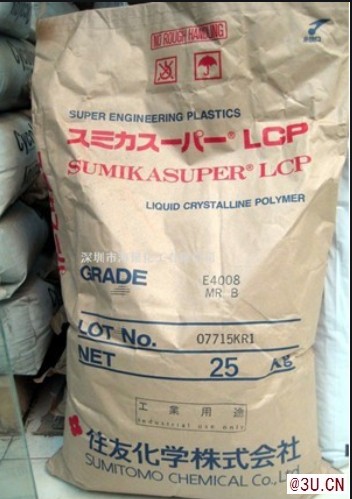 NO ROUGH HANDLING
SUPER ENGINEERING PLASTICS
スミカスーパー® LCP
SUMIKASUPER® LCP
LIQUID CRYSTALLINE POLYMER
GRADE E4008
MR B
LOT No. 07715KR1
NET 25 kg
工業用途
industrial use only
住友化学株式会社
SUMITOMO CHEMICAL Co., Ltd.
@3U.CN